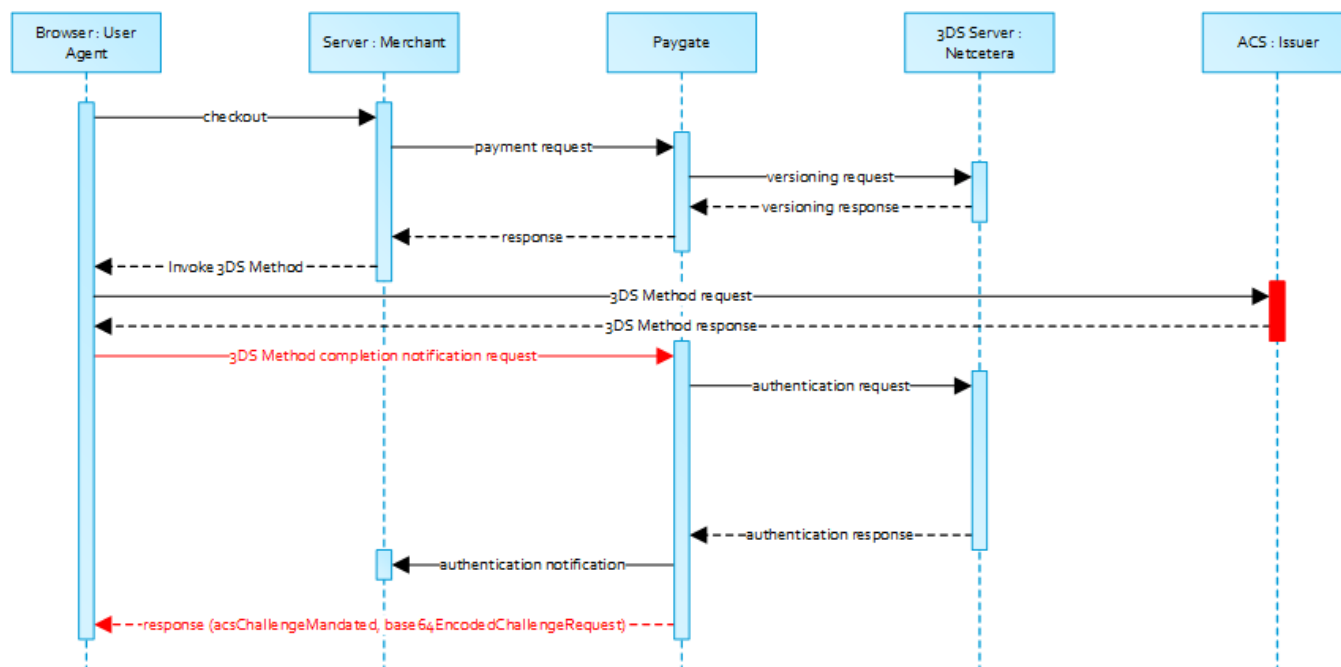 Browser : User
Agent
Server : Merchant
Paygate
3DS Server :
Netcetera
ACS : Issuer
checkout
payment request
versioning request
versioning response
response
Invoke 3DS Method
3DS Method request
3DS Method response
3DS Method completion notification request
authentication request
authentication response
authentication notification
response (acsChallengeMandated, base64EncodedChallengeRequest)